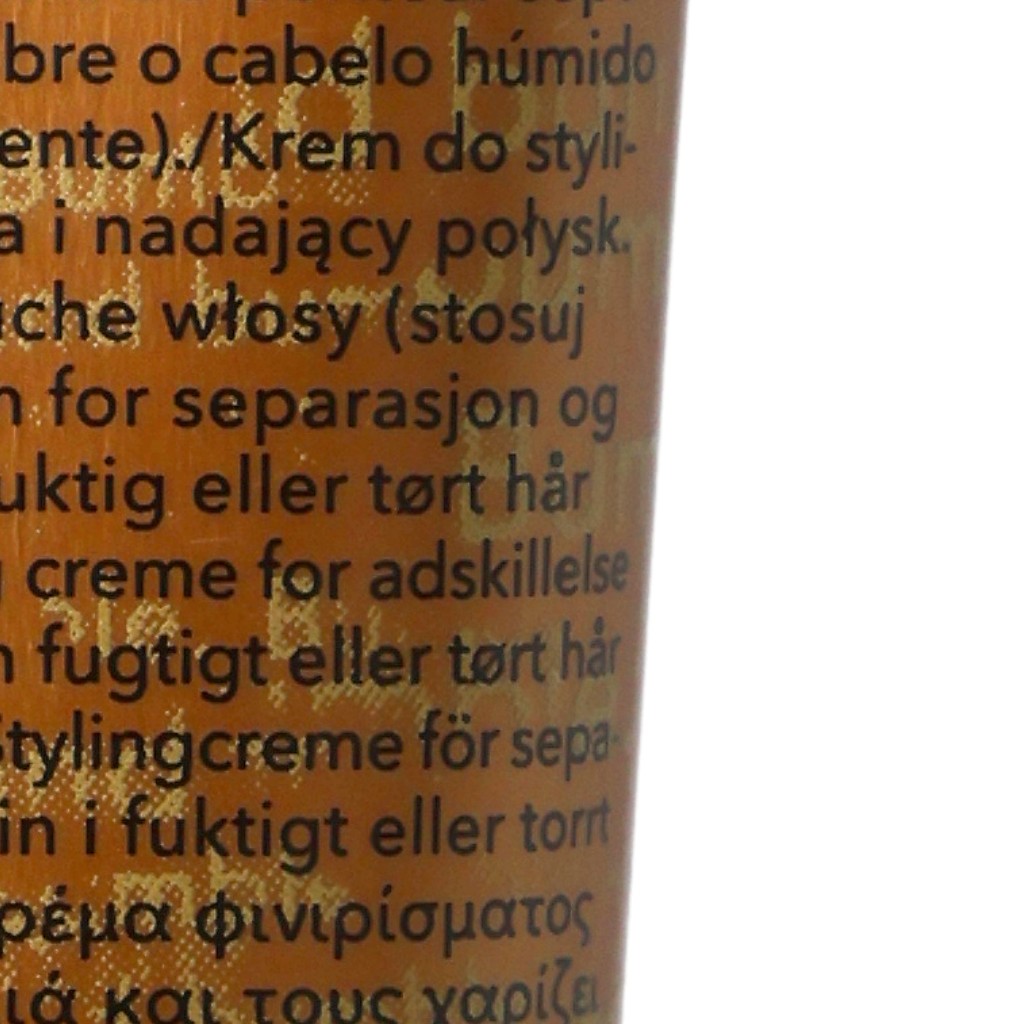 bre o cabelo húmido
ente)./Krem do styli-
a i nadający połysk.
uche włosy (stosuj
n for separasjon og
uktig eller tørt hår
creme for adskillelse
n fugtigt eller tørt hår
Stylingcreme för sepa-
in i fuktigt eller torrt
ρέμα φινιρίσματος
ιά και τους χαρίζει